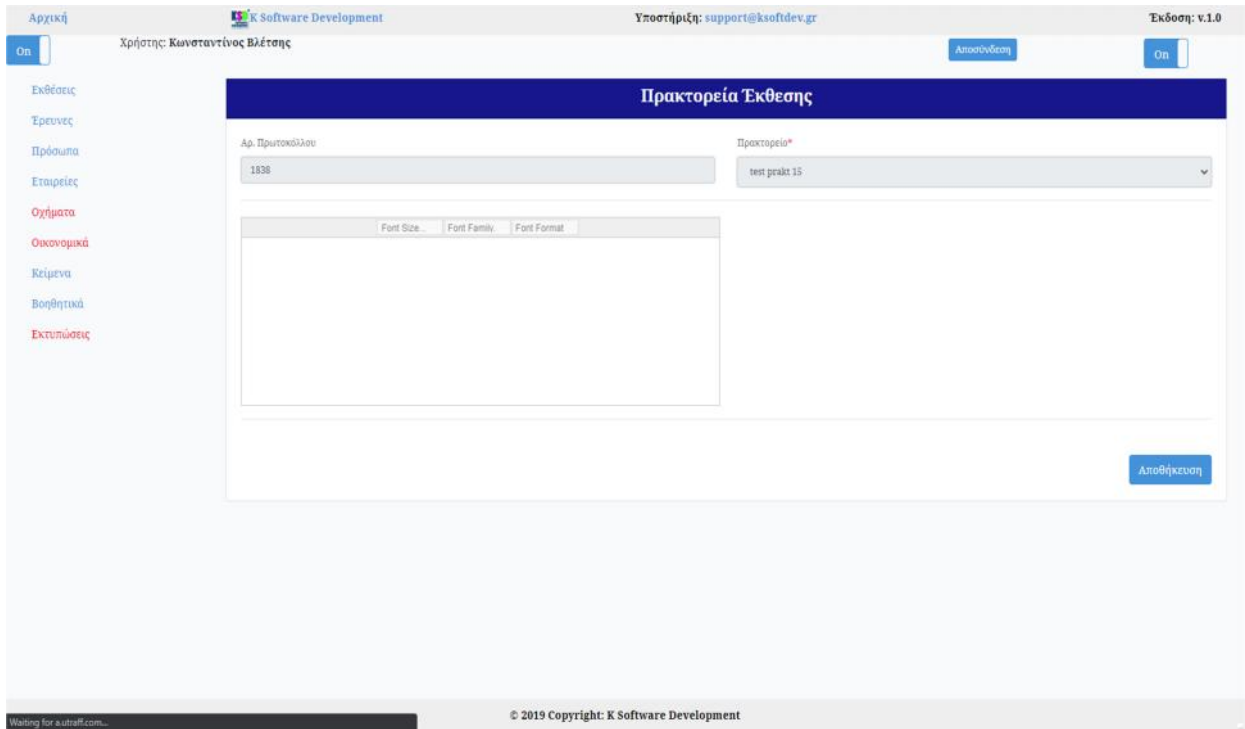 Αρχική K Software Development Υποστήριξη: support@ksoftdev.gr Έκδοση: v.1.0
On Χρήστης: Κωνσταντίνος Βλέτσης Αποσύνδεση On
Εκθέσεις
Έρευνες
Πρόσωπα
Εταιρείες
Οχήματα
Οικονομικά
Κείμενα
Βοηθητικά
Εκτυπώσεις
Πρακτορεία Έκθεσης
Αρ. Πρωτοκόλλου Πρακτορείο*
1838 test prakt 15
Font Size... Font Family. Font Format
Αποθήκευση
© 2019 Copyright: K Software Development
Waiting for a.utraff.com...